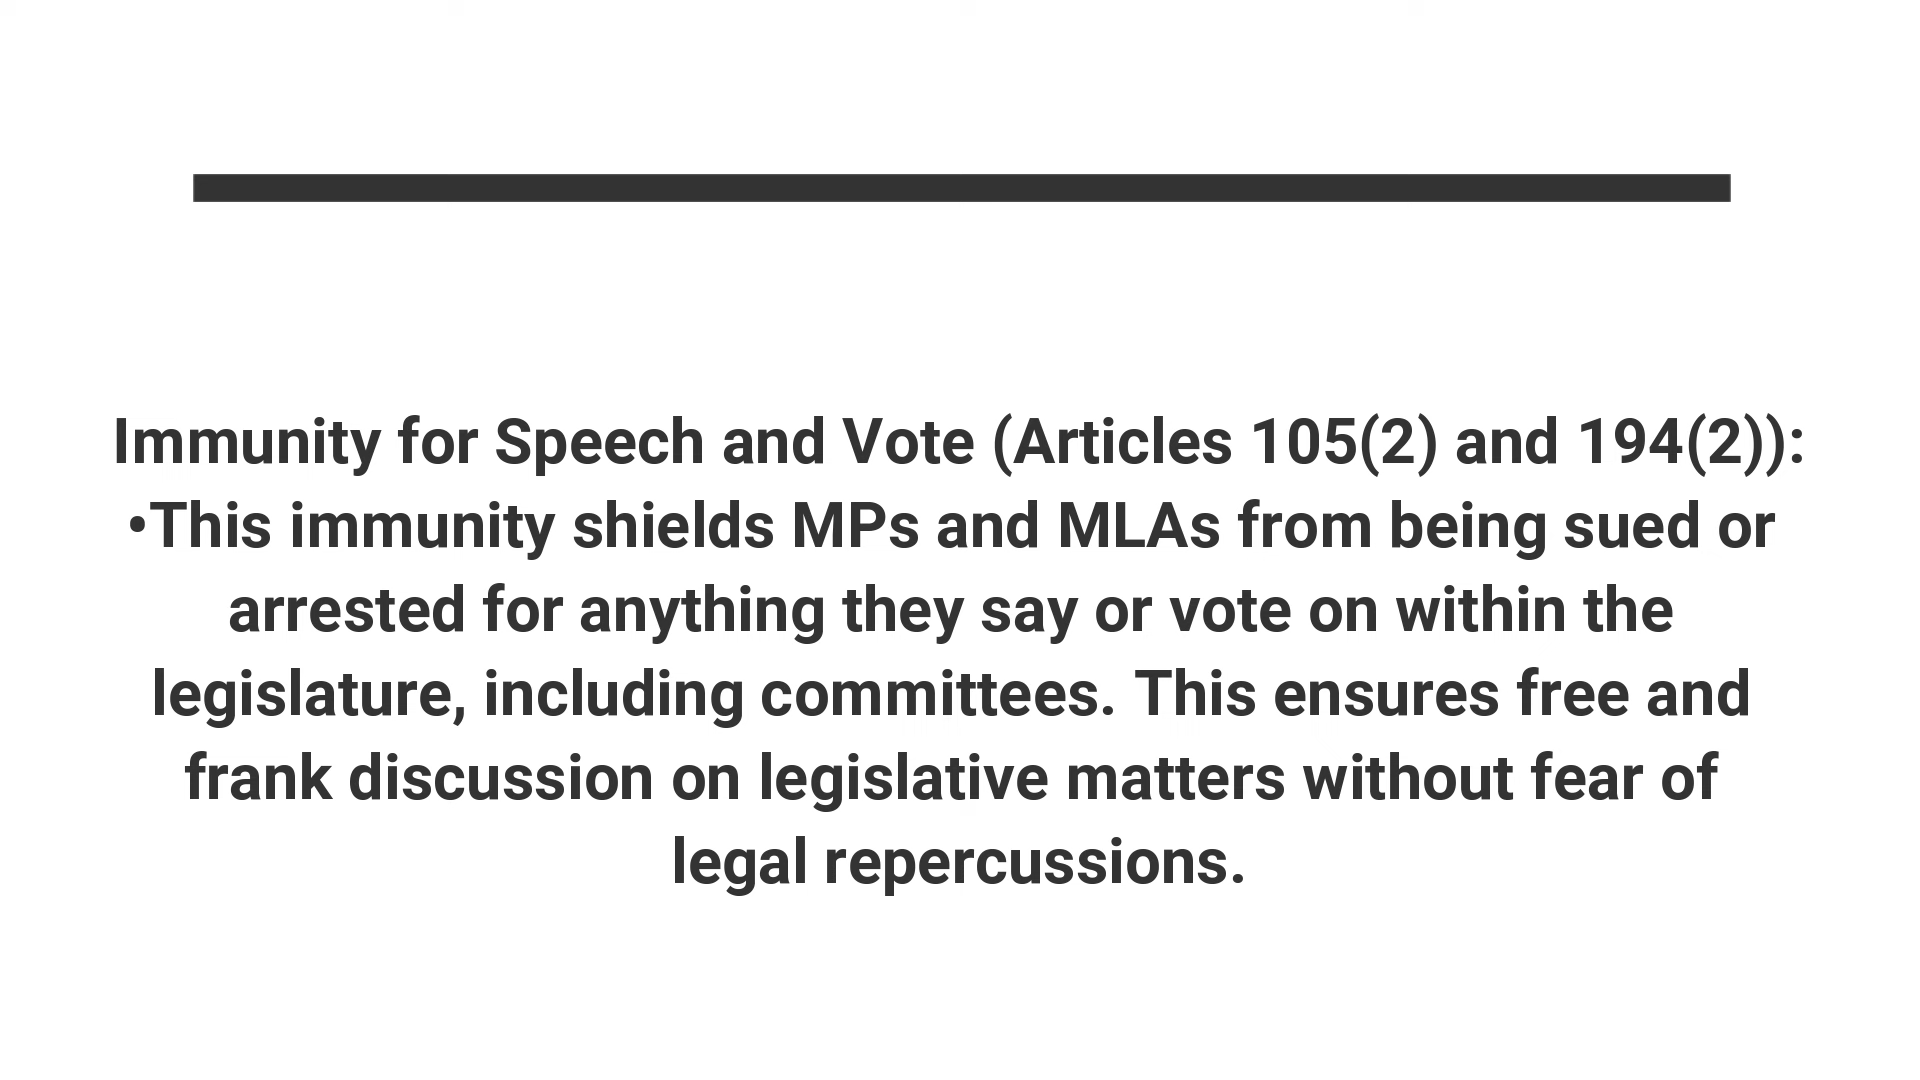 Immunity for Speech and Vote (Articles 105(2) and 194(2)):
•This immunity shields MPs and MLAs from being sued or
arrested for anything they say or vote on within the
legislature, including committees. This ensures free and
frank discussion on legislative matters without fear of
legal repercussions.